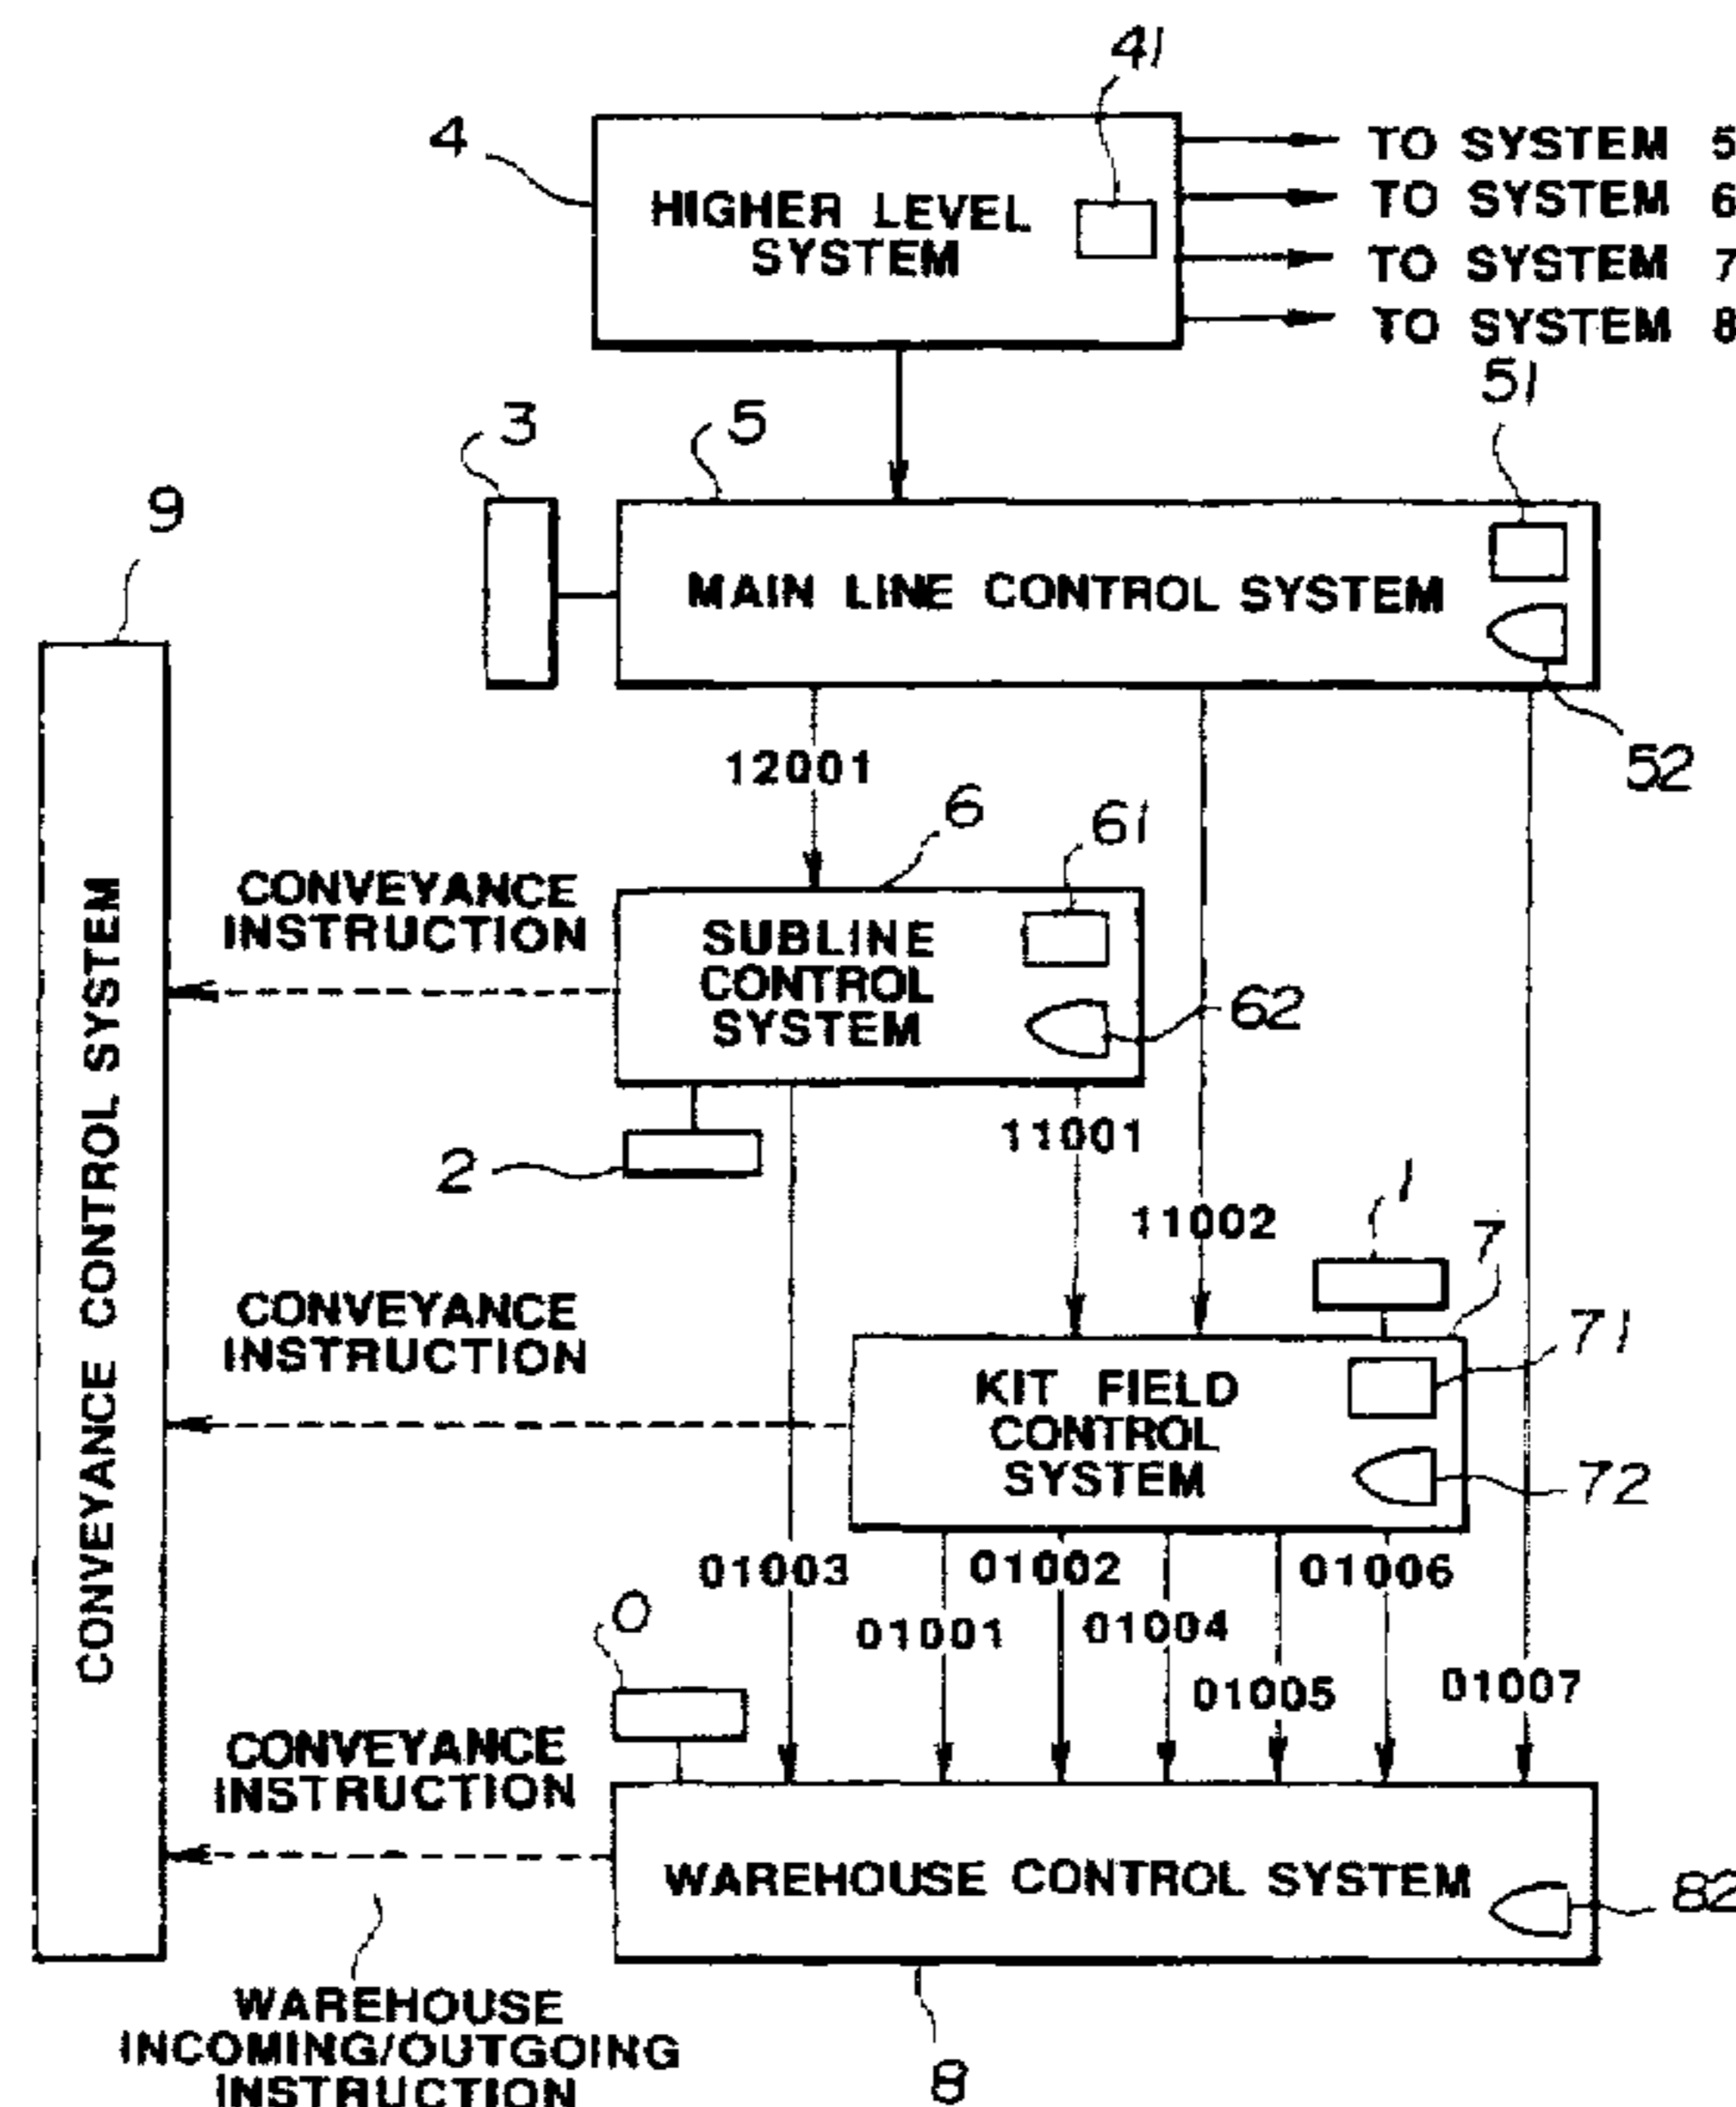 41
4
HIGHER LEVEL
SYSTEM
TO SYSTEM 5
TO SYSTEM 6
TO SYSTEM 7
TO SYSTEM 8
3
5
51
9
MAIN LINE CONTROL SYSTEM
52
12001
6
61
CONVEYANCE
INSTRUCTION
SUBLINE
CONTROL
SYSTEM
62
CONVEYANCE CONTROL SYSTEM
2
11001
11002
1
7
CONVEYANCE
INSTRUCTION
KIT FIELD
CONTROL
SYSTEM
71
72
01003
01002
01006
0
01001
01004
01005
01007
CONVEYANCE
INSTRUCTION
WAREHOUSE CONTROL SYSTEM
82
WAREHOUSE
INCOMING/OUTGOING
INSTRUCTION
8